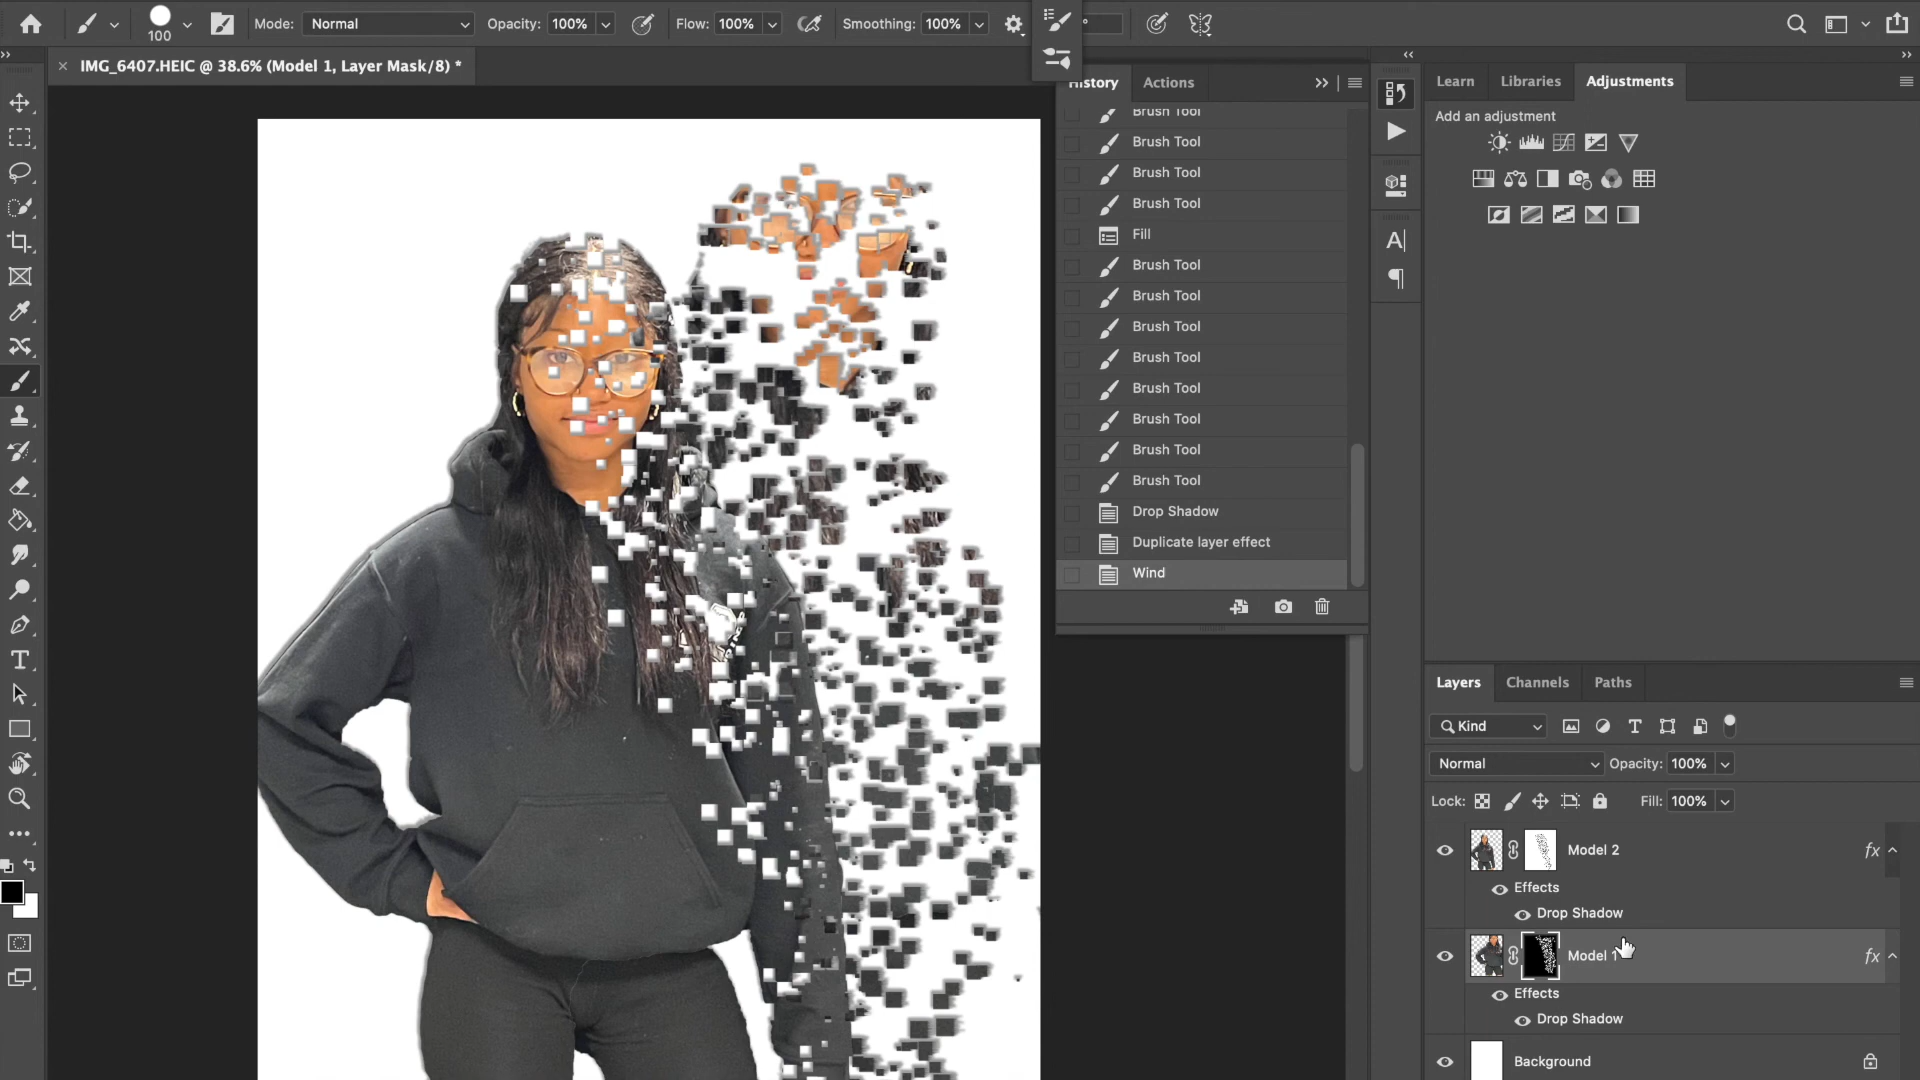 100
Mode: Normal
Opacity: 100%
Flow: 100%
Smoothing: 100%
°
IMG_6407.HEIC @ 38.6% (Model 1, Layer Mask/8) *
History
Actions
Brush Tool
Brush Tool
Brush Tool
Brush Tool
Fill
Brush Tool
Brush Tool
Brush Tool
Brush Tool
Brush Tool
Brush Tool
Brush Tool
Brush Tool
Drop Shadow
Duplicate layer effect
Wind
Learn
Libraries
Adjustments
Add an adjustment
Layers
Channels
Paths
Kind
Normal
Opacity: 100%
Lock:
Fill: 100%
Model 2
fx
Effects
Drop Shadow
Model 1
fx
Effects
Drop Shadow
Background